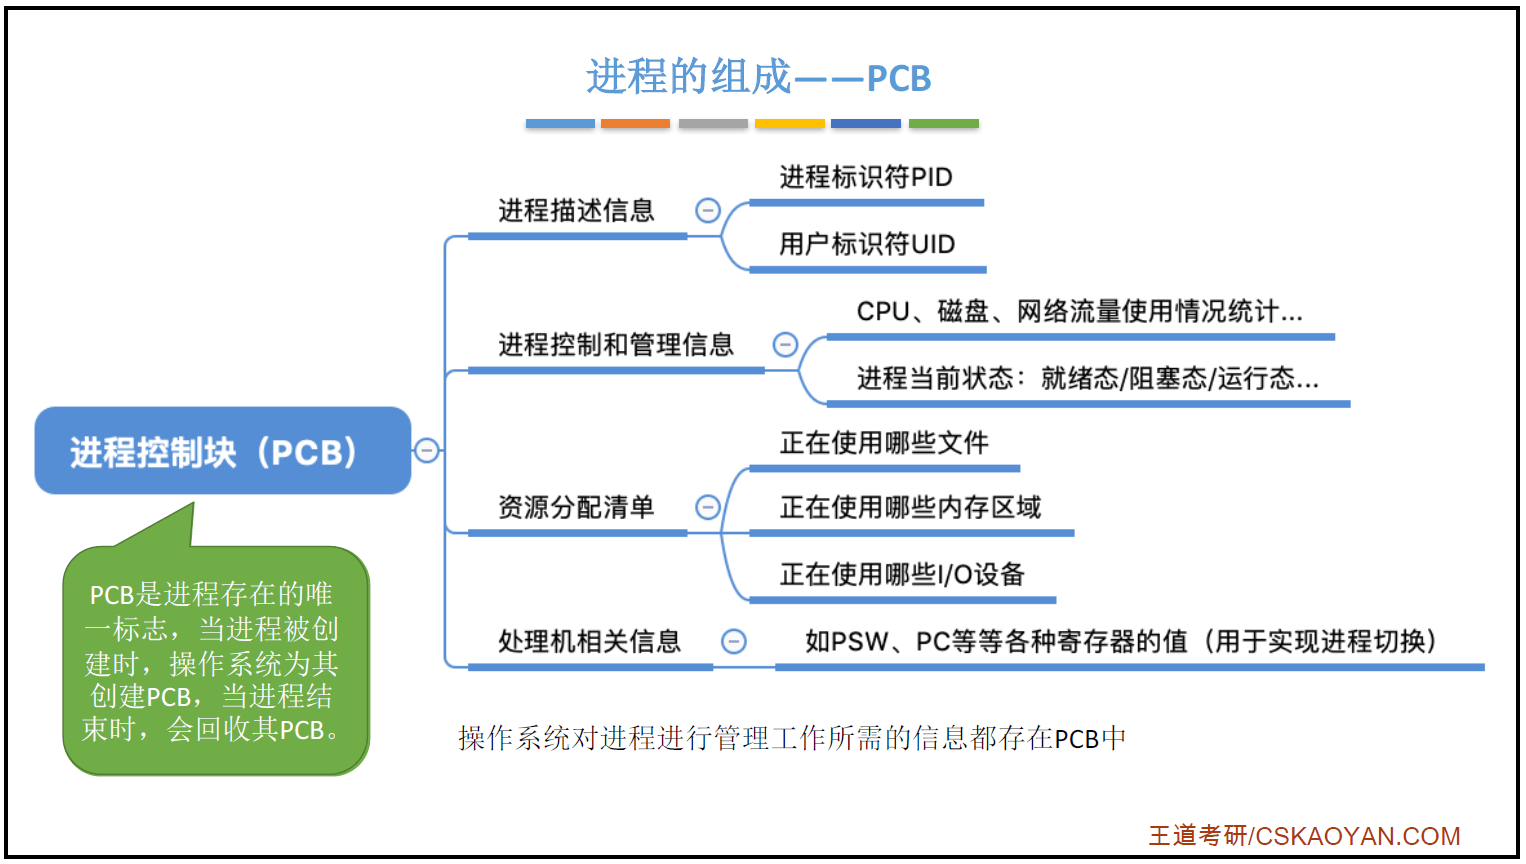 进程的组成——PCB
进程描述信息
进程标识符PID
用户标识符UID
进程控制和管理信息
CPU、磁盘、网络流量使用情况统计...
进程当前状态：就绪态/阻塞态/运行态...
进程控制块（PCB）
资源分配清单
正在使用哪些文件
正在使用哪些内存区域
正在使用哪些I/O设备
处理机相关信息
如PSW、PC等等各种寄存器的值（用于实现进程切换）
PCB是进程存在的唯
一标志，当进程被创
建时，操作系统为其
创建PCB，当进程结
束时，会回收其PCB。
操作系统对进程进行管理工作所需的信息都存在PCB中
王道考研/CSKAOYAN.COM